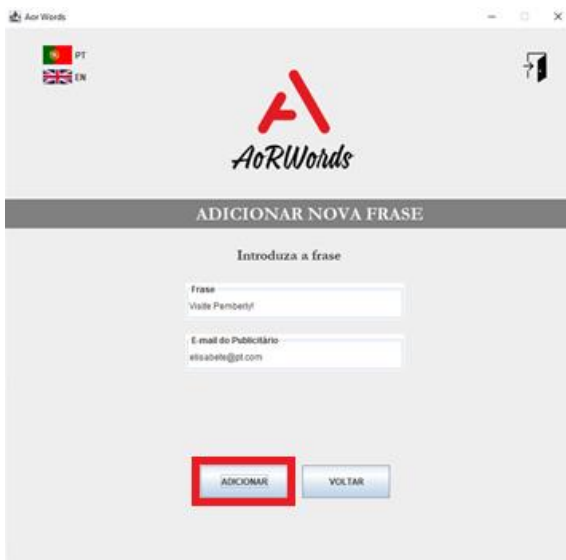 Aor Words
PT
EN
AoRWords
ADICIONAR NOVA FRASE
Introduza a frase
Frase
Visite Pemberly!
E-mail do Publicitário
elisabete@pt.com
ADICIONAR
VOLTAR